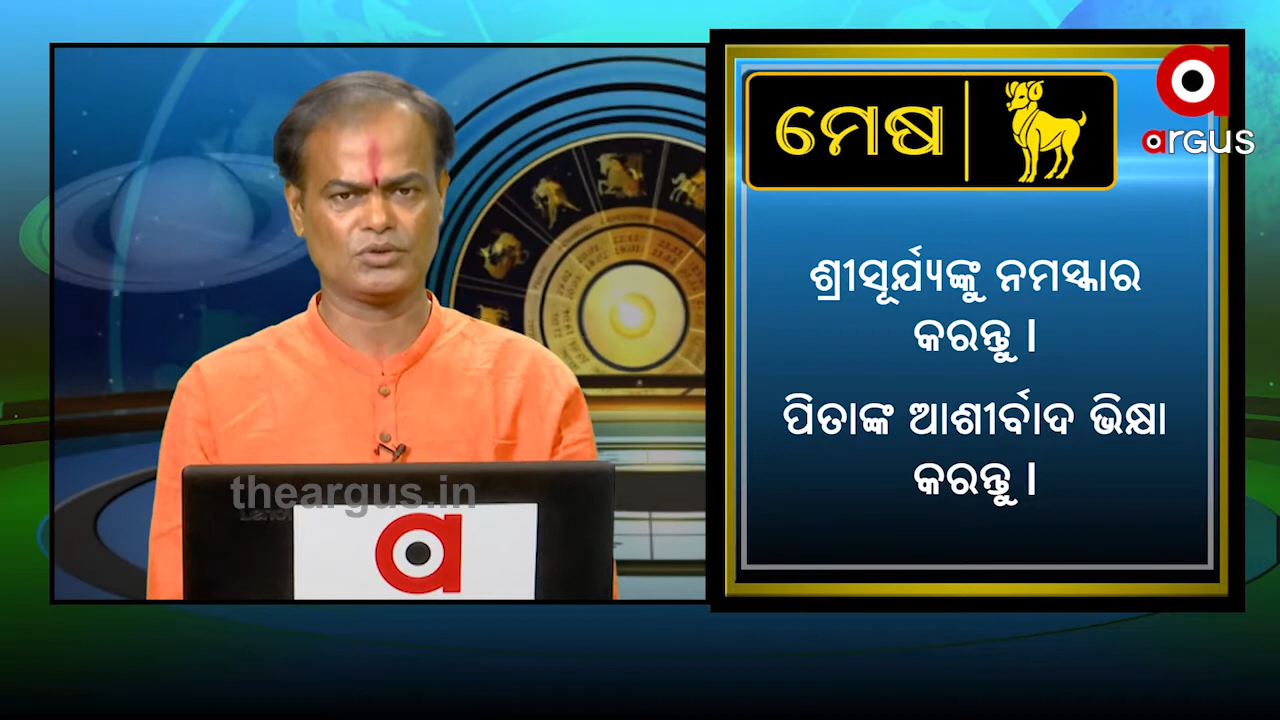 ମେଷ
argus
ଶ୍ରୀସୂର୍ଯ୍ୟଙ୍କୁ ନମସ୍କାର
କରନ୍ତୁ ।
ପିତାଙ୍କ ଆଶୀର୍ବାଦ ଭିକ୍ଷା
କରନ୍ତୁ ।
theargus.in